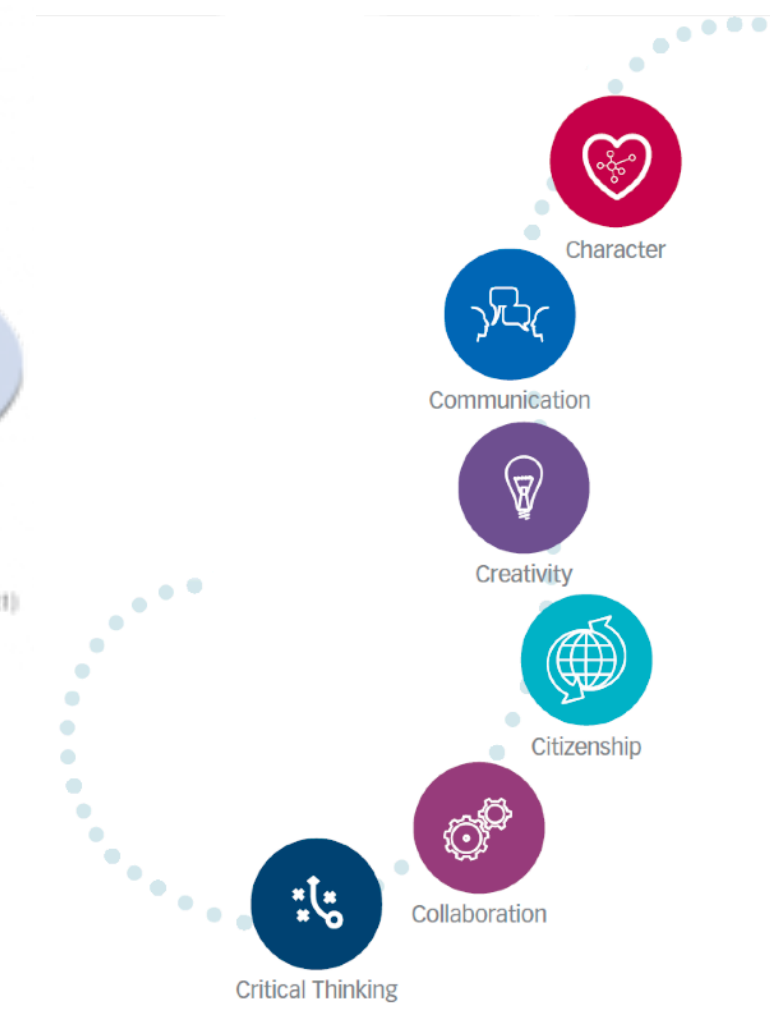 Character
Communication
Creativity
Citizenship
Collaboration
Critical Thinking